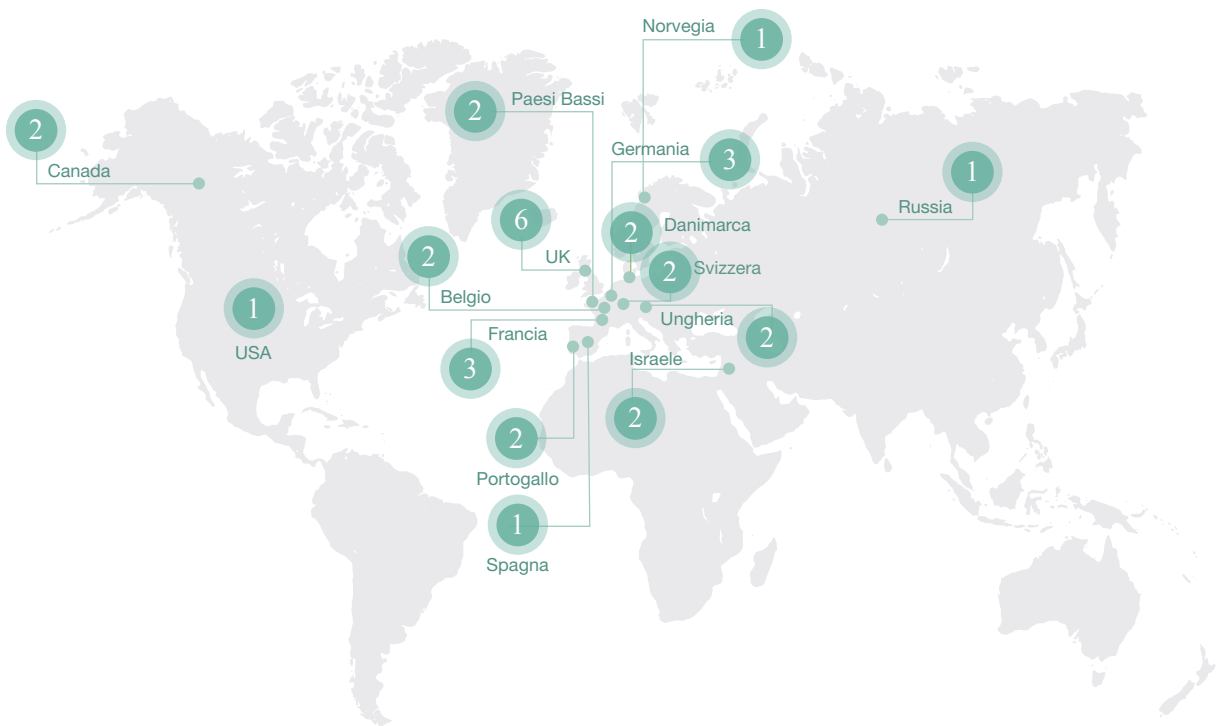 Norvegia
1
2
Paesi Bassi
2
Canada
Germania
3
1
Russia
6
UK
2
Danimarca
2
Belgio
2
Svizzera
1
USA
Francia
3
Ungheria
2
Israele
2
2
Portogallo
1
Spagna